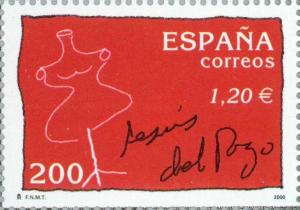 ESPAÑA
correos
1,20 €
Jesús
del Pozo
200
F.N.M.T.
2000